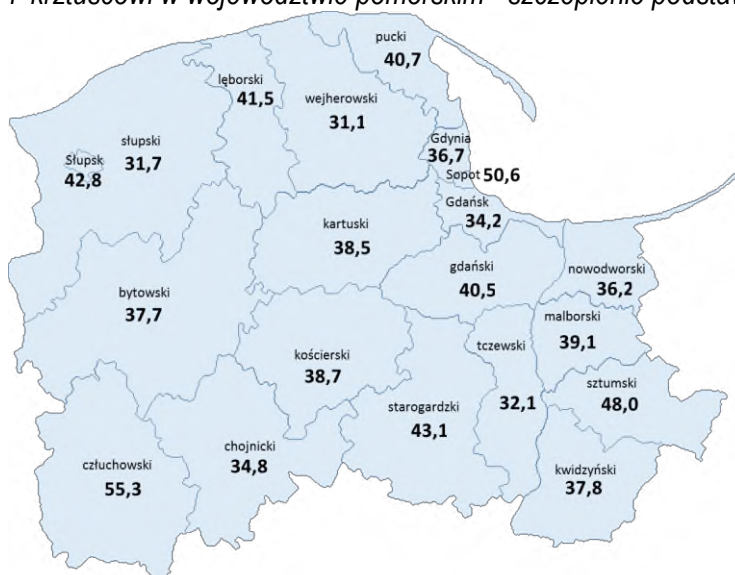 i krztuścowi w województwie pomorskim - szczepienie podstaw
pucki
40,7
lęborski
41,5
wejherowski
31,1
Gdynia
36,7
słupski
31,7
Słupsk
42,8
Sopot 50,6
Gdańsk
34,2
kartuski
38,5
gdański
40,5
nowodworski
36,2
bytowski
37,7
malborski
39,1
tczewski
32,1
kościerski
38,7
sztumski
48,0
starogardzki
43,1
chojnicki
34,8
człuchowski
55,3
kwidzyński
37,8